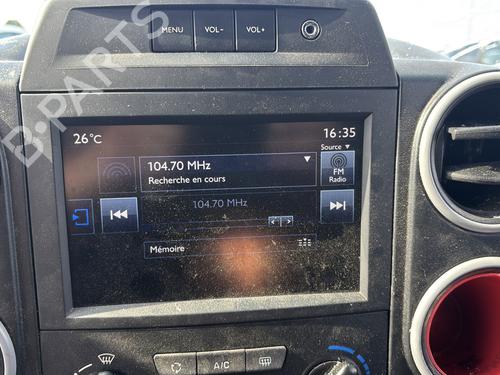 MENU VOL- VOL+
B-PARTS
26°C 16:35
Source ▼
104.70 MHz ▼
FM
Radio
Recherche en cours
104.70 MHz
< >
Mémoire
A/C